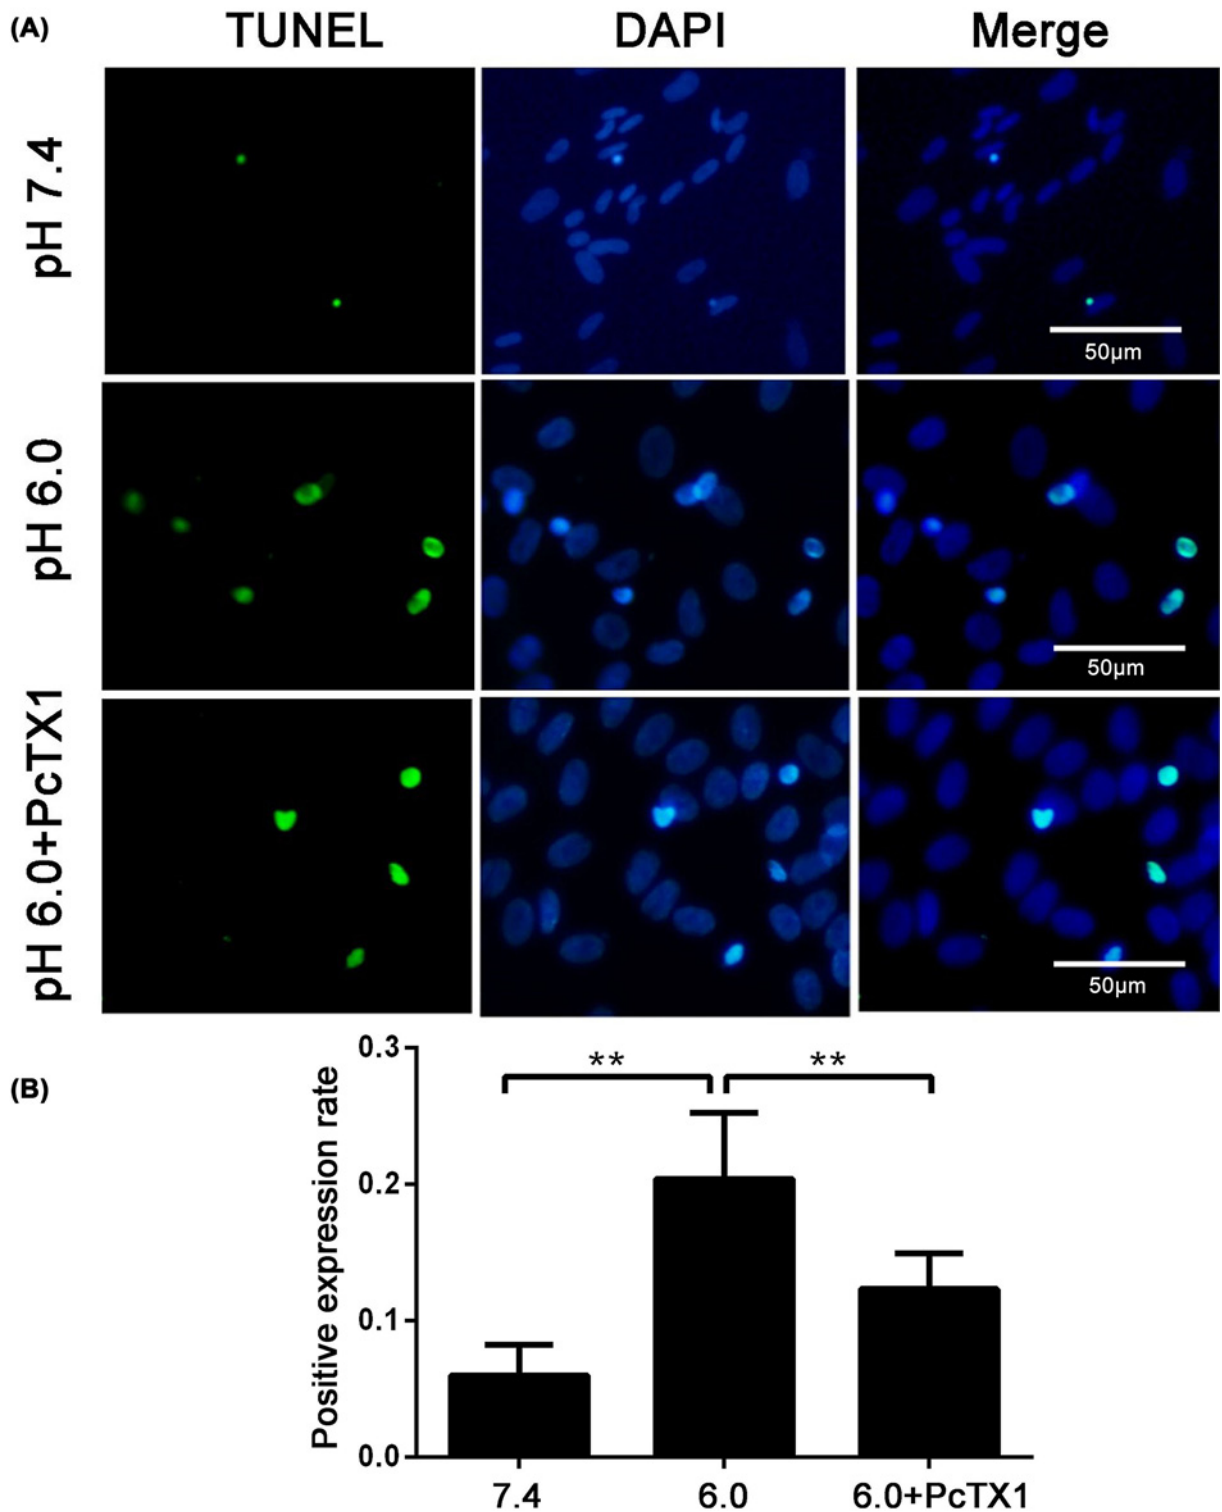 (A)
TUNEL DAPI Merge
pH 7.4
50μm
pH 6.0
50μm
pH 6.0+PcTX1
50μm
(B)
Positive expression rate
0.3
0.2
0.1
0.0
** **
7.4 6.0 6.0+PcTX1